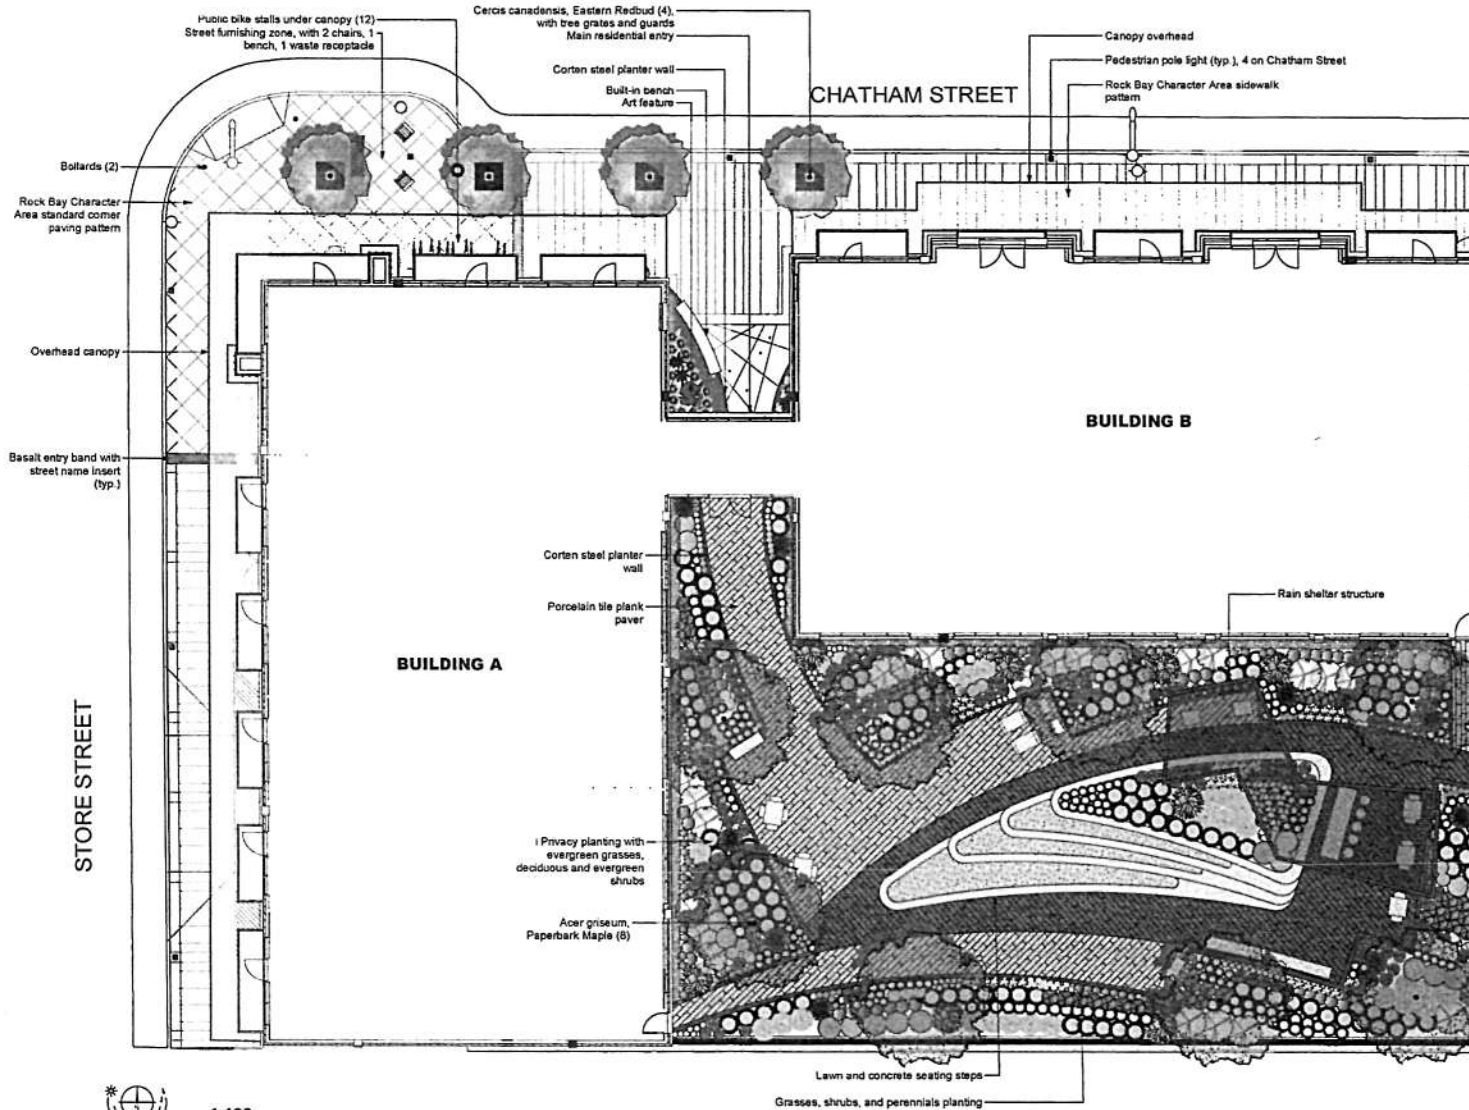 Public bike stalls under canopy (12)
Street furnishing zone, with 2 chairs, 1
bench, 1 waste receptacle
Cercis canadensis, Eastern Redbud (4),
with tree grates and guards
Main residential entry
Corten steel planter wall
Built-in bench
Art feature
CHATHAM STREET
Canopy overhead
Pedestrian pole light (typ.), 4 on Chatham Street
Rock Bay Character Area sidewalk
pattern
Bollards (2)
Rock Bay Character
Area standard corner
paving pattern
Overhead canopy
Basalt entry band with
street name insert
(typ.)
BUILDING B
Corten steel planter
wall
Porcelain tile plank
paver
Rain shelter structure
BUILDING A
STORE STREET
Privacy planting with
evergreen grasses,
deciduous and evergreen
shrubs
Acer griseum,
Paperbark Maple (8)
Lawn and concrete seating steps
Grasses, shrubs, and perennials planting